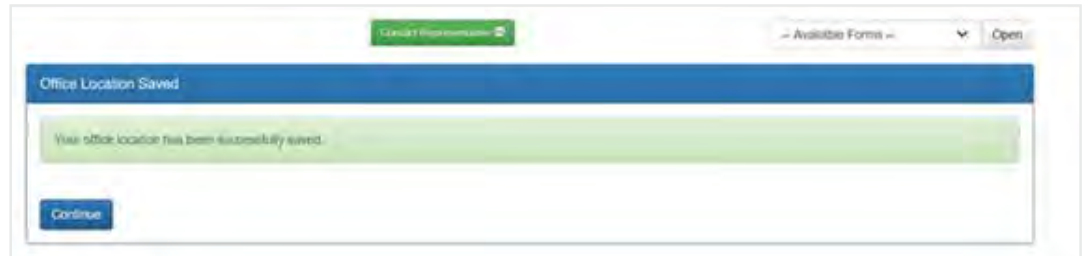 Contact Representative
-- Available Forms --
Open
Office Location Saved
Your office location has been successfully saved.
Continue